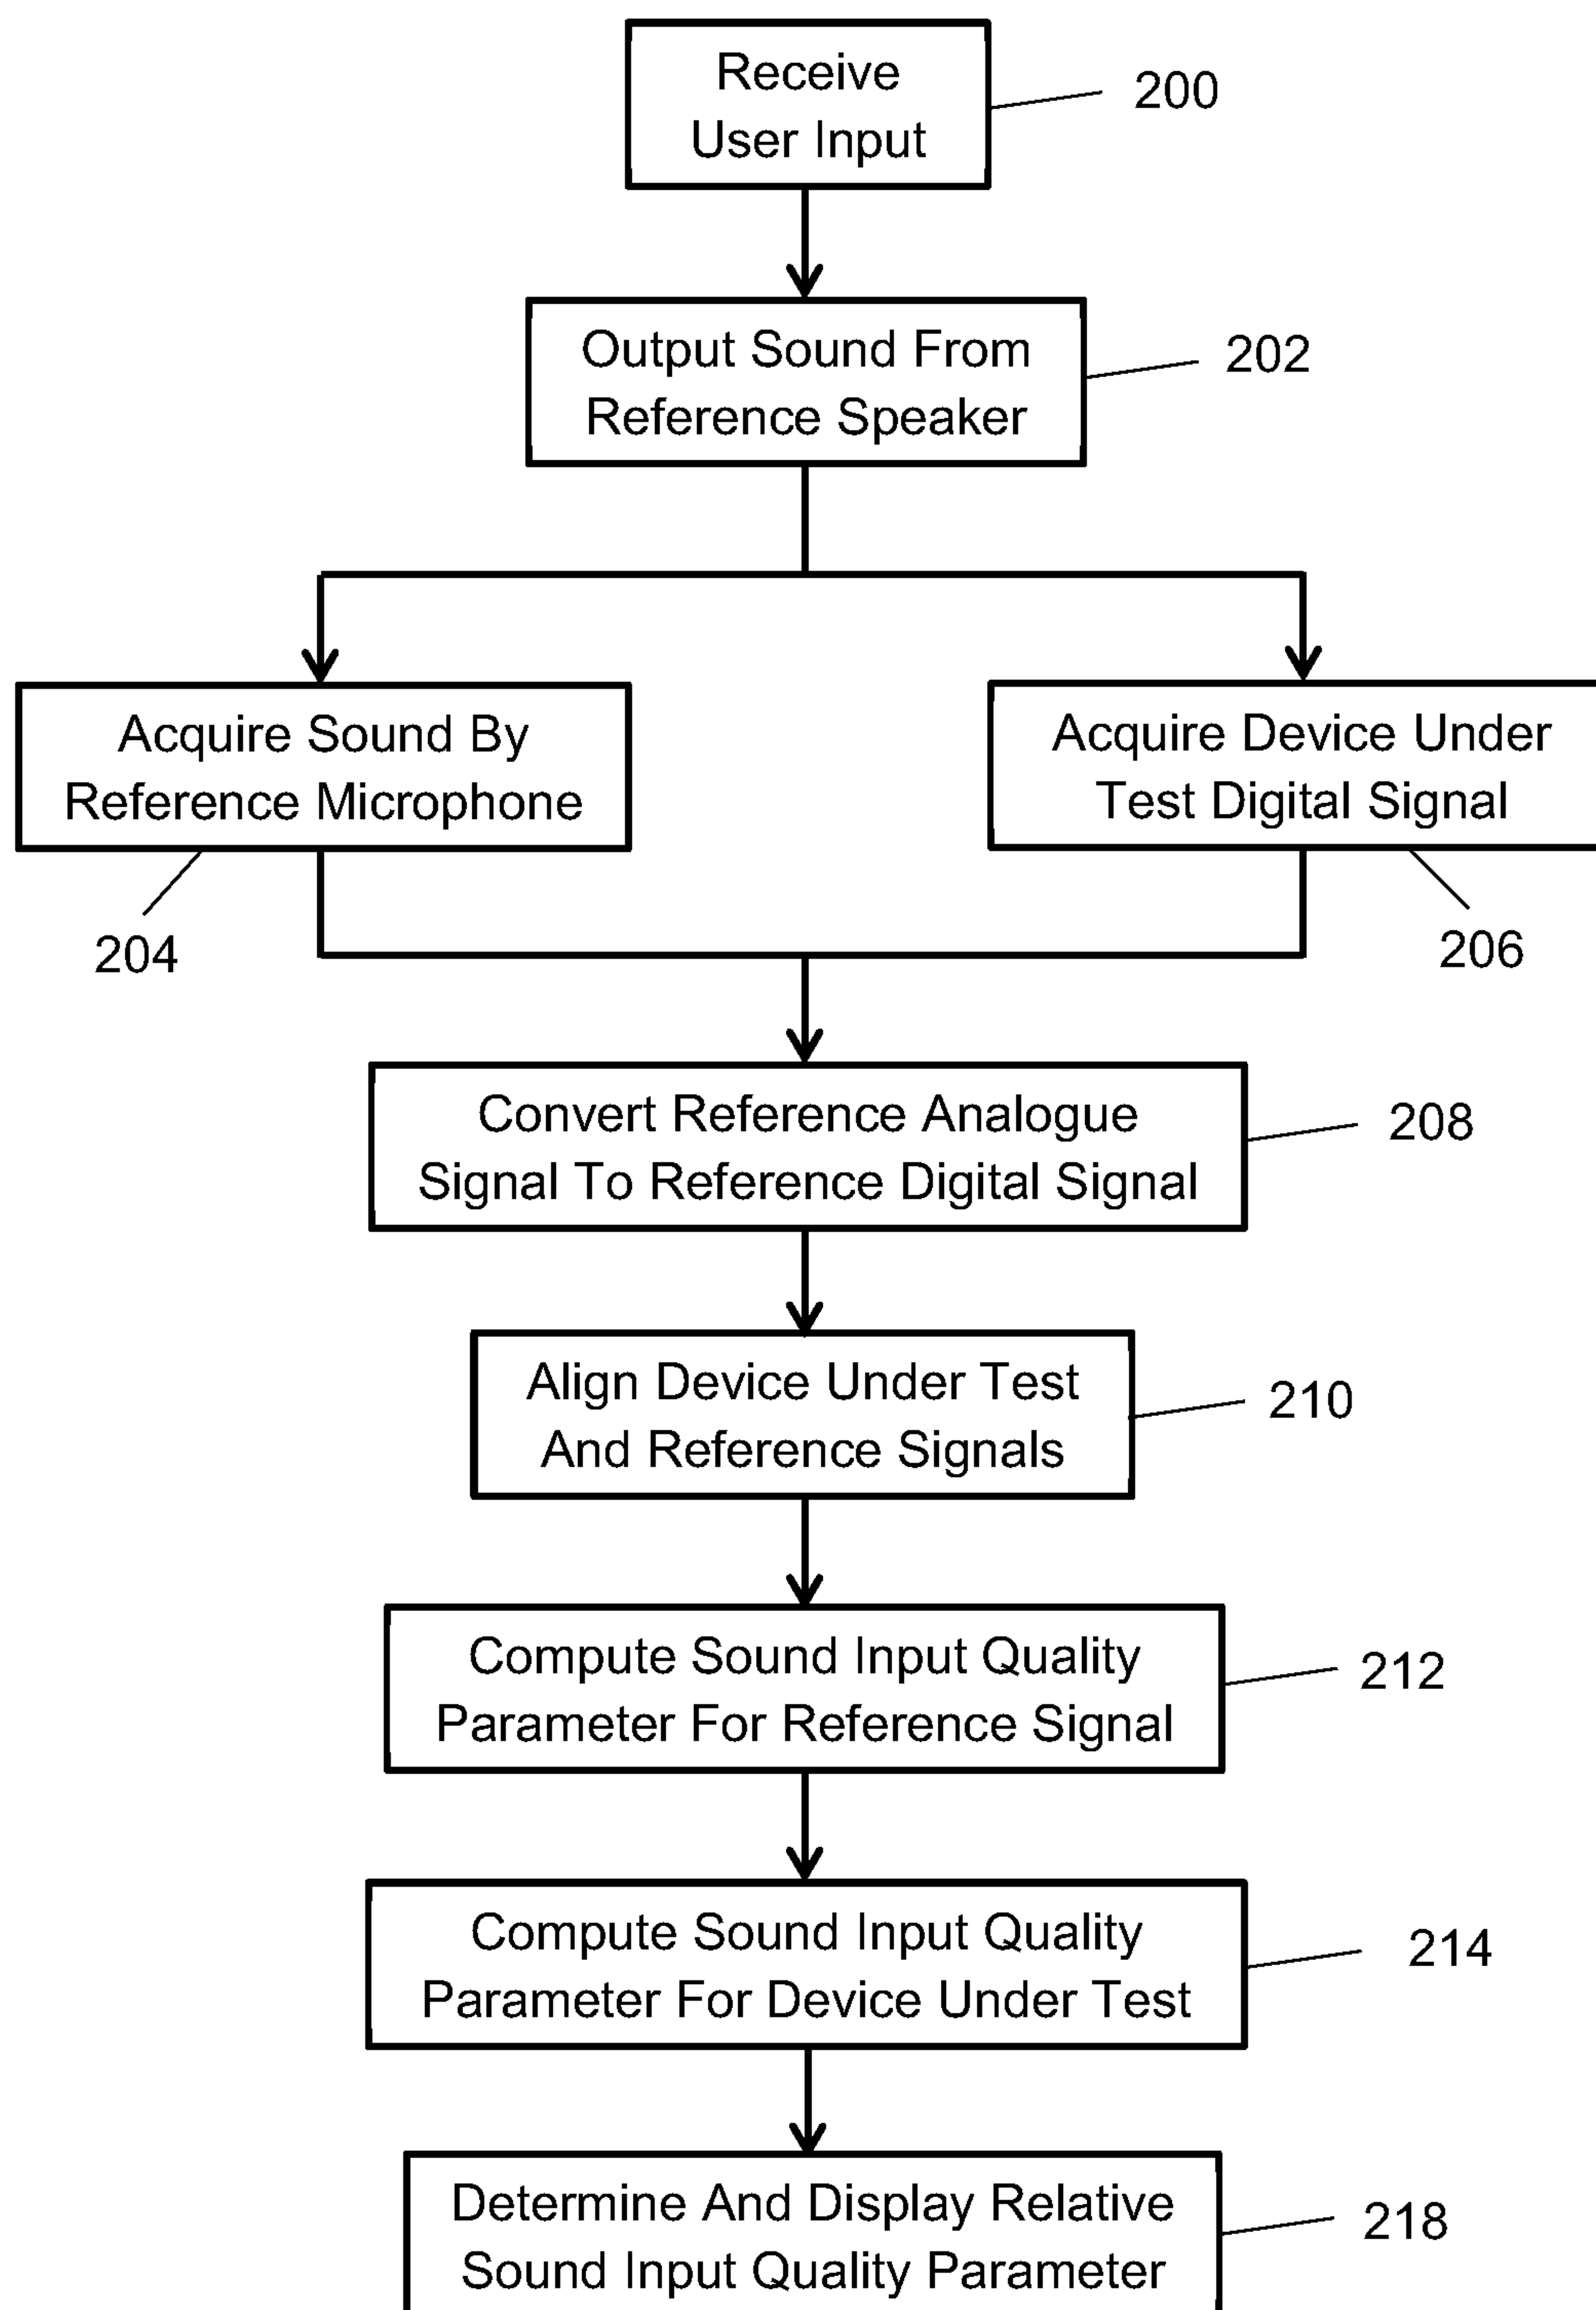 Receive
User Input
200
Output Sound From
Reference Speaker
202
Acquire Sound By
Reference Microphone
204
Acquire Device Under
Test Digital Signal
206
Convert Reference Analogue
Signal To Reference Digital Signal
208
Align Device Under Test
And Reference Signals
210
Compute Sound Input Quality
Parameter For Reference Signal
212
Compute Sound Input Quality
Parameter For Device Under Test
214
Determine And Display Relative
Sound Input Quality Parameter
218